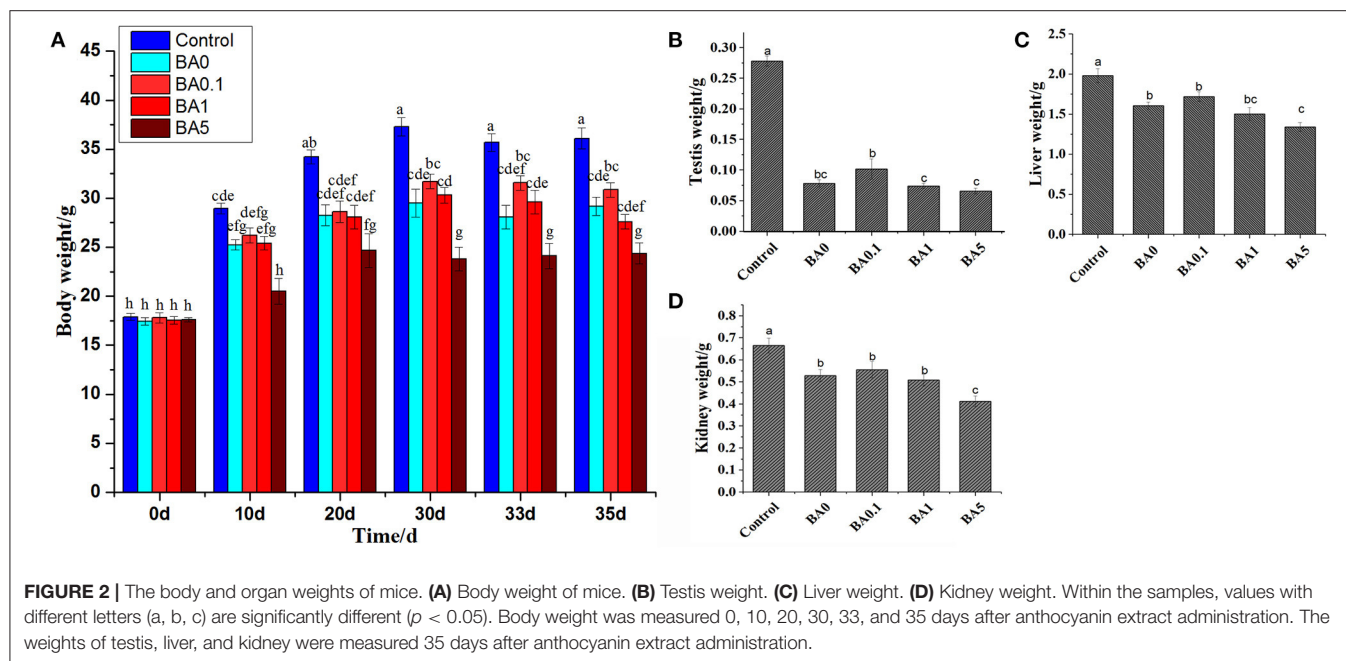 A
Control
BA0
BA0.1
BA1
BA5
45
40
35
30
25
20
15
10
5
0
Body weight/g
h h h h h
cde
efg
defg
efg
h
ab
cdef
cdef
cdef
fg
a
cde
bc
cd
g
a
cde
bc
cde
g
a
cde
bc
cdef
g
0d 10d 20d 30d 33d 35d
Time/d
B
0.30
0.25
0.20
0.15
0.10
0.05
0.00
Testis weight/g
a
bc
b
c
c
Control BA0 BA0.1 BA1 BA5
C
2.5
2.0
1.5
1.0
0.5
0.0
Liver weight/g
a
b
b
bc
c
Control BA0 BA0.1 BA1 BA5
D
0.8
0.7
0.6
0.5
0.4
0.3
0.2
0.1
0.0
Kidney weight/g
a
b
b
b
c
Control BA0 BA0.1 BA1 BA5
FIGURE 2 | The body and organ weights of mice. (A) Body weight of mice. (B) Testis weight. (C) Liver weight. (D) Kidney weight. Within the samples, values with
different letters (a, b, c) are significantly different (p < 0.05). Body weight was measured 0, 10, 20, 30, 33, and 35 days after anthocyanin extract administration. The
weights of testis, liver, and kidney were measured 35 days after anthocyanin extract administration.